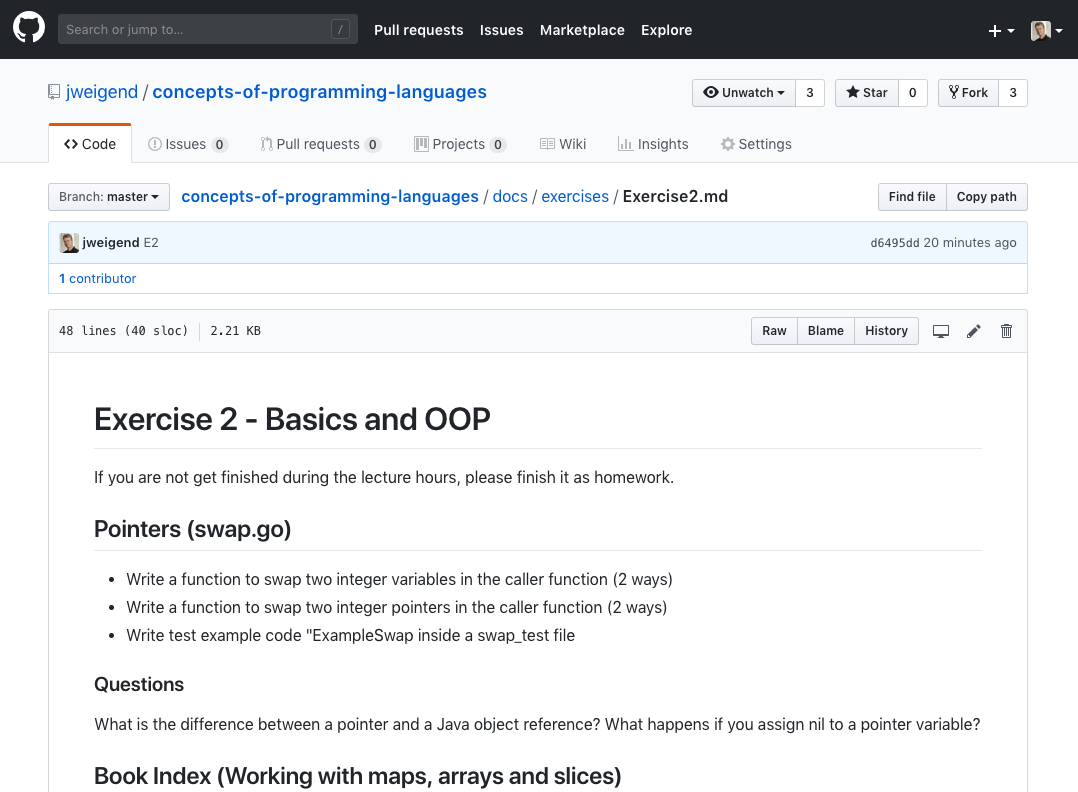 Search or jump to... / Pull requests Issues Marketplace Explore
jweigend / concepts-of-programming-languages Unwatch 3 Star 0 Fork 3
Code Issues 0 Pull requests 0 Projects 0 Wiki Insights Settings
Branch: master concepts-of-programming-languages / docs / exercises / Exercise2.md Find file Copy path
jweigend E2 d6495dd 20 minutes ago
1 contributor
48 lines (40 sloc) 2.21 KB Raw Blame History
Exercise 2 - Basics and OOP
If you are not get finished during the lecture hours, please finish it as homework.
Pointers (swap.go)
• Write a function to swap two integer variables in the caller function (2 ways)
• Write a function to swap two integer pointers in the caller function (2 ways)
• Write test example code "ExampleSwap inside a swap_test file
Questions
What is the difference between a pointer and a Java object reference? What happens if you assign nil to a pointer variable?
Book Index (Working with maps, arrays and slices)